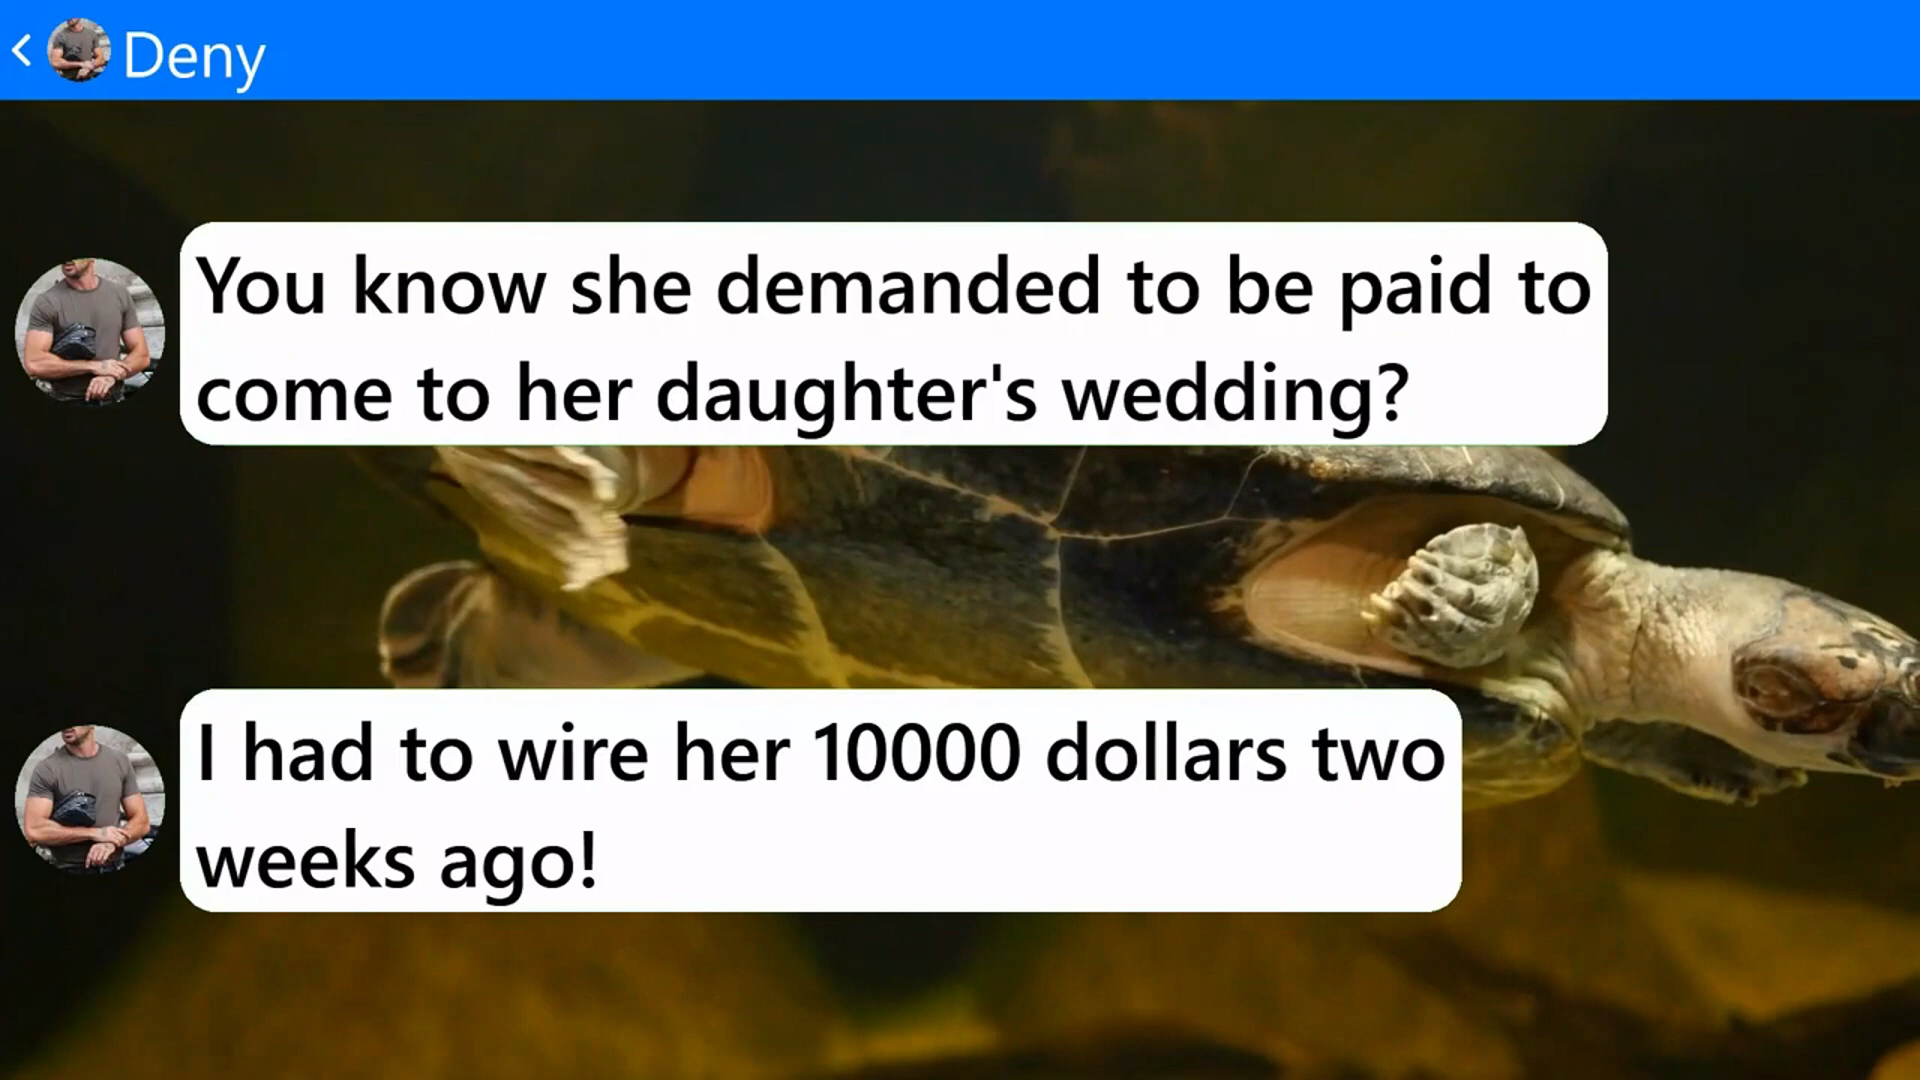 Deny
You know she demanded to be paid to
come to her daughter's wedding?
I had to wire her 10000 dollars two
weeks ago!